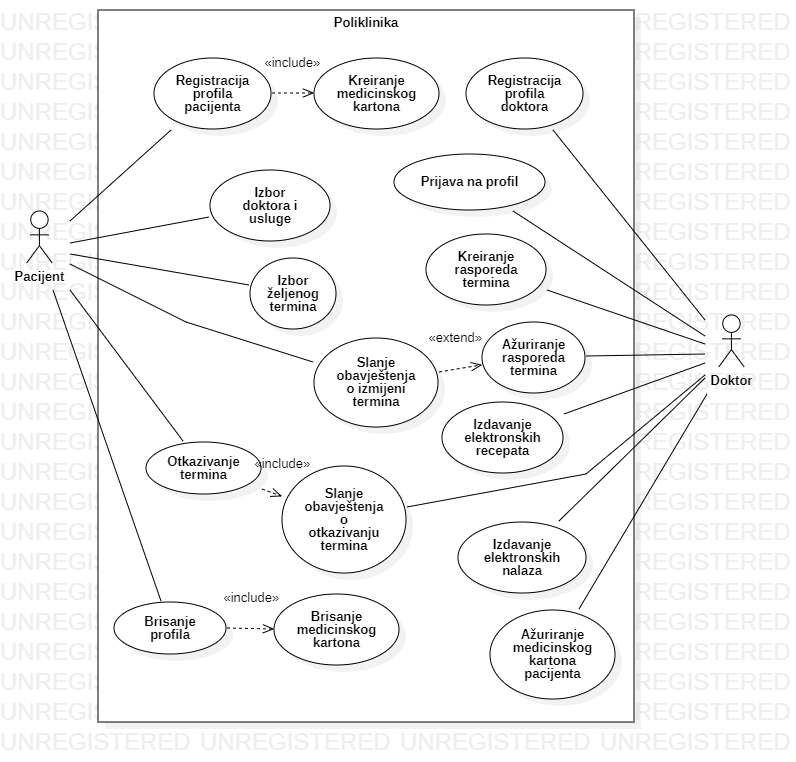 Poliklinika
«include»
Registracija
profila
pacijenta
Kreiranje
medicinskog
kartona
Registracija
profila
doktora
Prijava na profil
Izbor
doktora i
usluge
Pacijent
Kreiranje
rasporeda
termina
Izbor
željenog
termina
Doktor
«extend»
Slanje
obavještenja
o izmijeni
termina
Ažuriranje
rasporeda
termina
Izdavanje
elektronskih
recepata
Otkazivanje
termina
«include»
Slanje
obavještenja
o
otkazivanju
termina
Izdavanje
elektronskih
nalaza
«include»
Brisanje
profila
Brisanje
medicinskog
kartona
Ažuriranje
medicinskog
kartona
pacijenta
UNREGISTERED UNREGISTERED UNREGISTERED UNREGISTERED